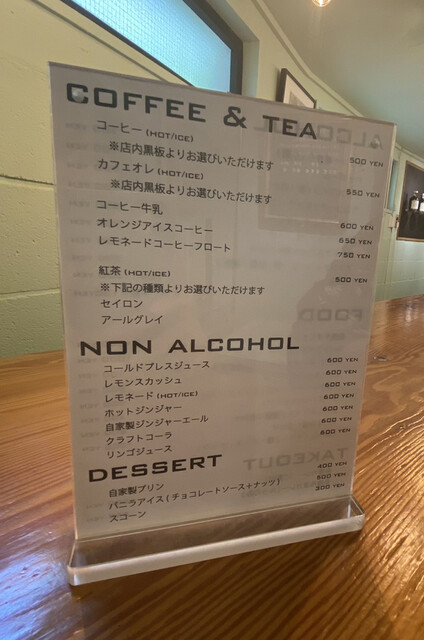 COFFEE & TEA
コーヒー (HOT/ICE) 500 YEN
※店内黒板よりお選びいただけます
カフェオレ (HOT/ICE) 550 YEN
※店内黒板よりお選びいただけます
コーヒー牛乳 600 YEN
オレンジアイスコーヒー 650 YEN
レモネードコーヒーフロート 750 YEN
紅茶 (HOT/ICE) 500 YEN
※下記の種類よりお選びいただけます
セイロン
アールグレイ
NON ALCOHOL
コールドプレスジュース 600 YEN
レモンスカッシュ 600 YEN
レモネード (HOT/ICE) 600 YEN
ホットジンジャー 600 YEN
自家製ジンジャーエール 600 YEN
クラフトコーラ 600 YEN
リンゴジュース 600 YEN
DESSERT
自家製プリン 400 YEN
バニラアイス (チョコレートソース+ナッツ) 500 YEN
スコーン 300 YEN